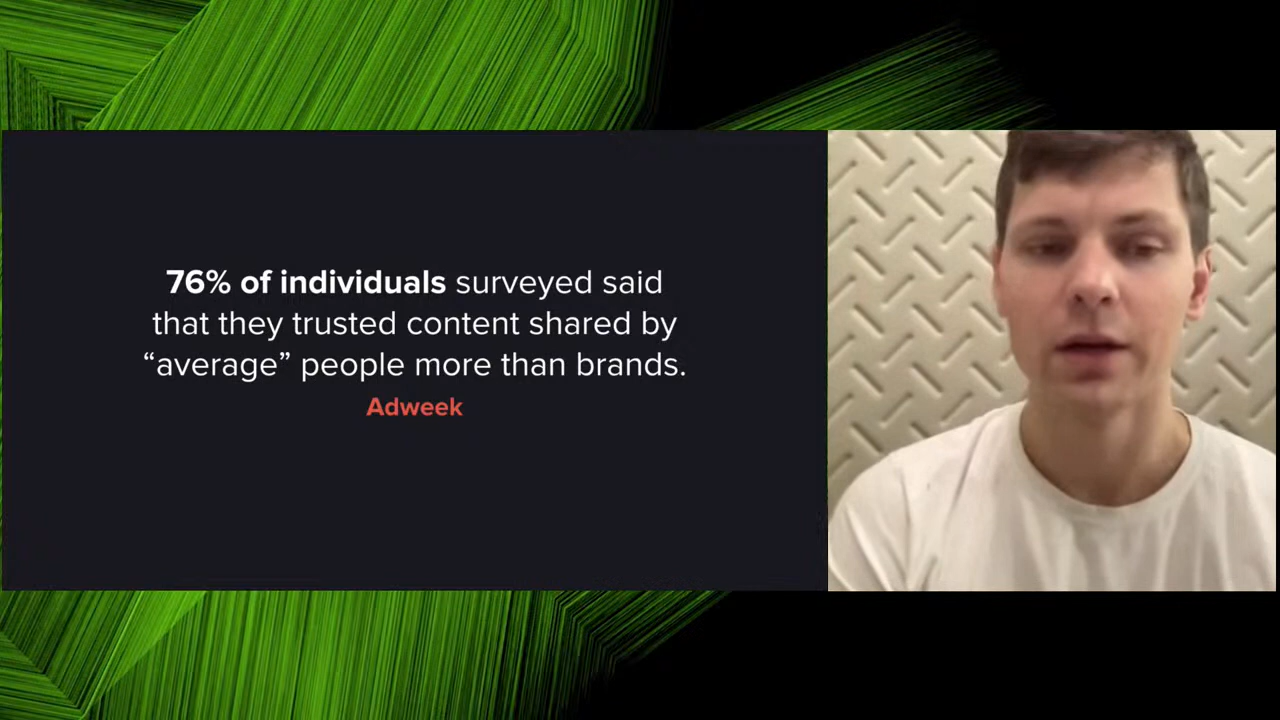 76% of individuals surveyed said
that they trusted content shared by
“average” people more than brands.
Adweek